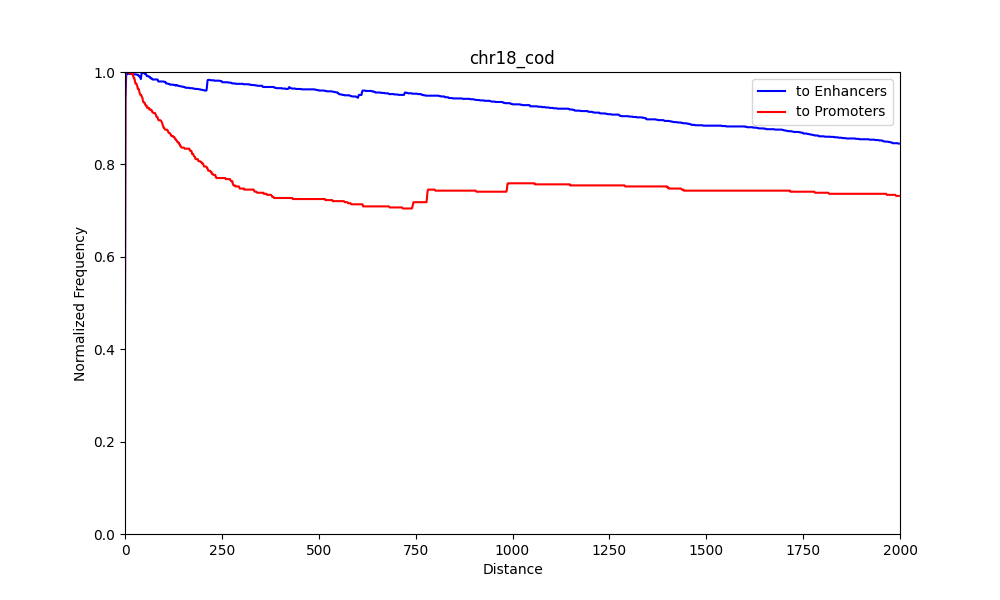 chr18_cod
to Enhancers
to Promoters
Normalized Frequency
1.0
0.8
0.6
0.4
0.2
0.0
0 250 500 750 1000 1250 1500 1750 2000
Distance